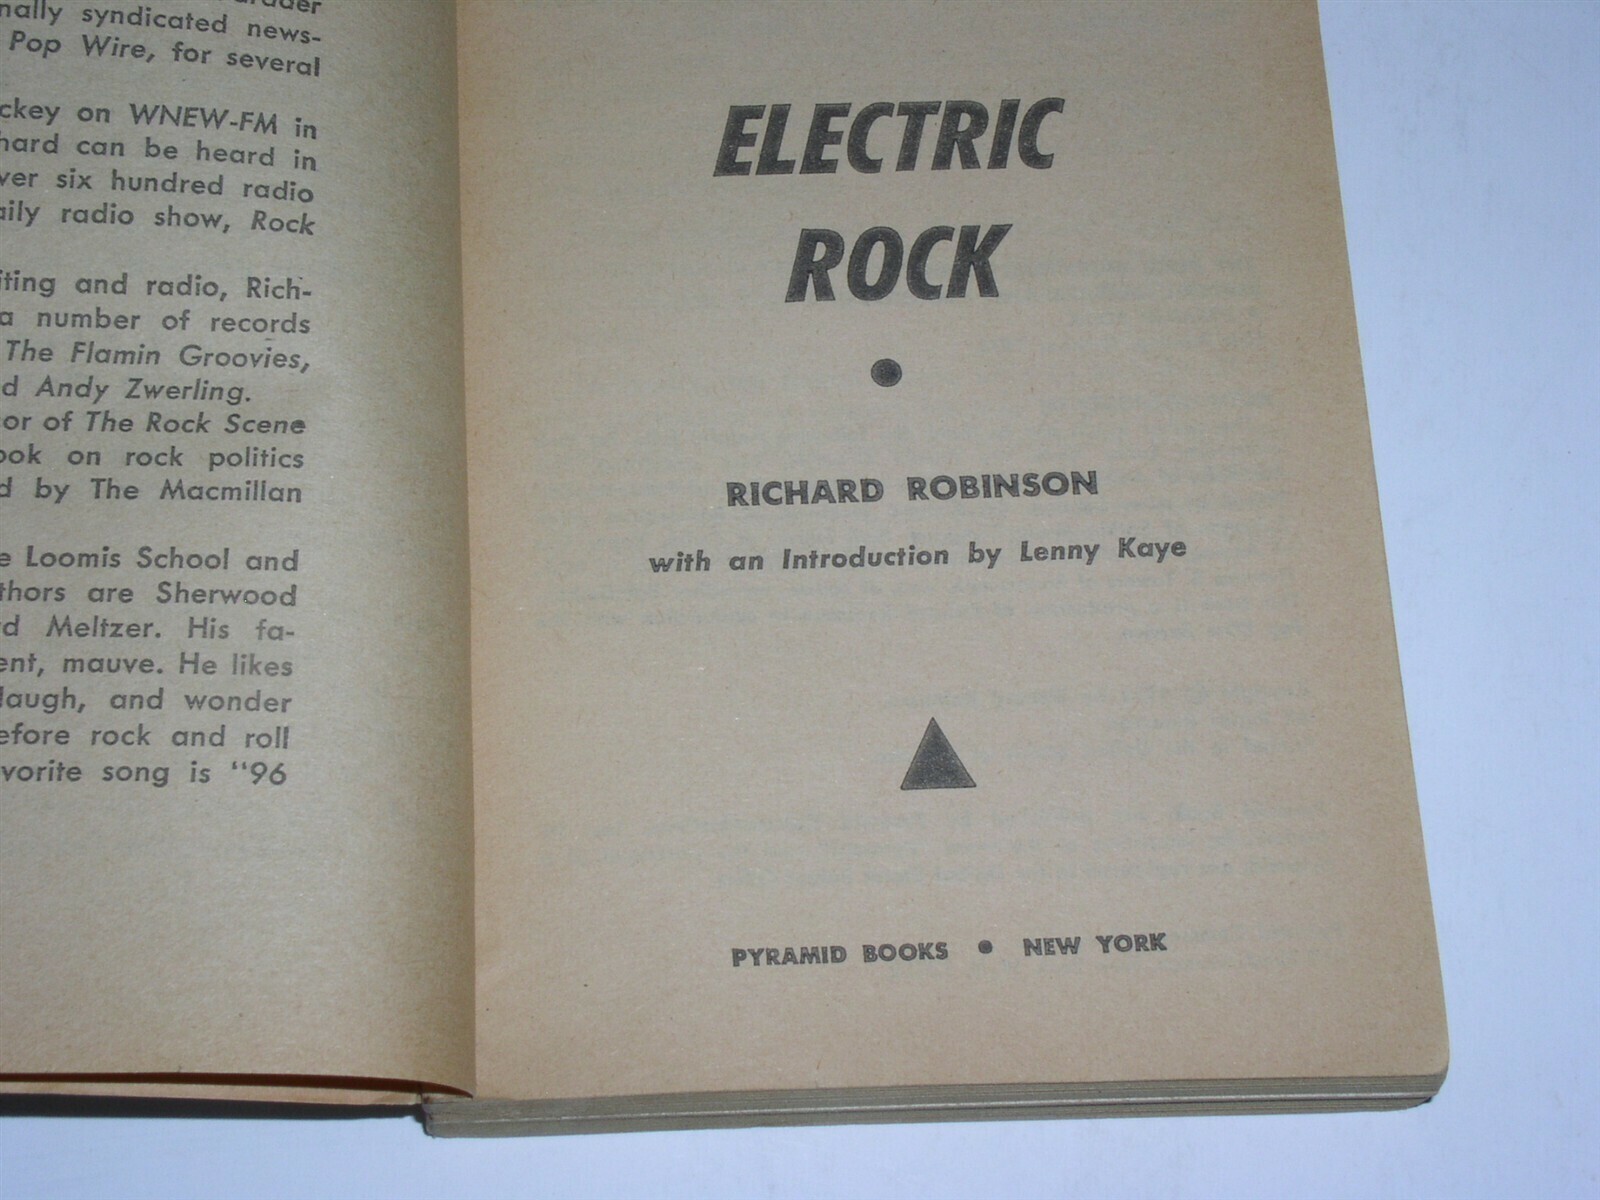 nally syndicated news-
Pop Wire, for several
ckey on WNEW-FM in
hard can be heard in
ver six hundred radio
aily radio show, Rock
iting and radio, Rich-
a number of records
The Flamin Groovies,
d Andy Zwerling.
or of The Rock Scene
ook on rock politics
d by The Macmillan
e Loomis School and
thors are Sherwood
d Meltzer. His fa-
ent, mauve. He likes
laugh, and wonder
efore rock and roll
vorite song is "96
ELECTRIC
ROCK
•
RICHARD ROBINSON
with an Introduction by Lenny Kaye
PYRAMID BOOKS • NEW YORK